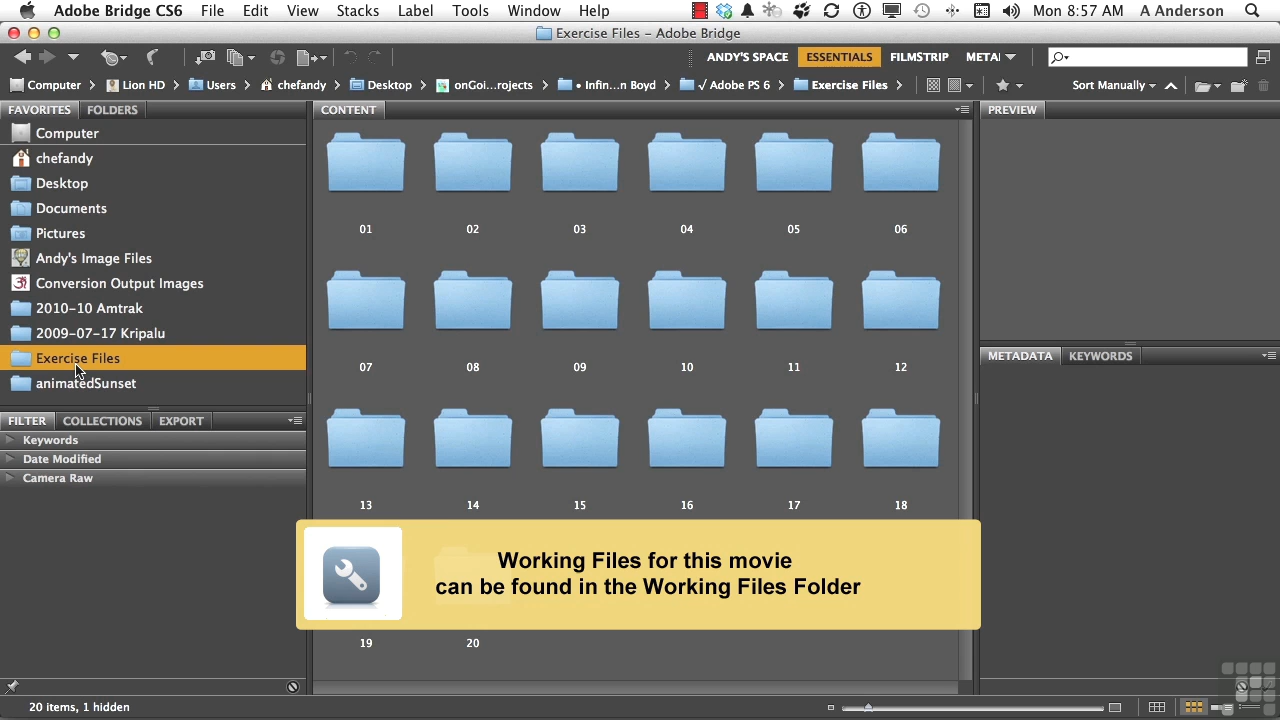 Adobe Bridge CS6 File Edit View Stacks Label Tools Window Help Mon 8:57 AM A Anderson
Exercise Files – Adobe Bridge
ANDY'S SPACE ESSENTIALS FILMSTRIP META
Computer Lion HD Users chefandy Desktop onGoi...rojects • Infin...n Boyd √ Adobe PS 6 Exercise Files Sort Manually
FAVORITES FOLDERS CONTENT PREVIEW
Computer
chefandy
Desktop
Documents
Pictures
Andy's Image Files
Conversion Output Images
2010-10 Amtrak
2009-07-17 Kripalu
Exercise Files
animatedSunset
FILTER COLLECTIONS EXPORT
Keywords
Date Modified
Camera Raw
01 02 03 04 05 06
07 08 09 10 11 12
13 14 15 16 17 18
Working Files for this movie
can be found in the Working Files Folder
19 20
METADATA KEYWORDS
20 items, 1 hidden